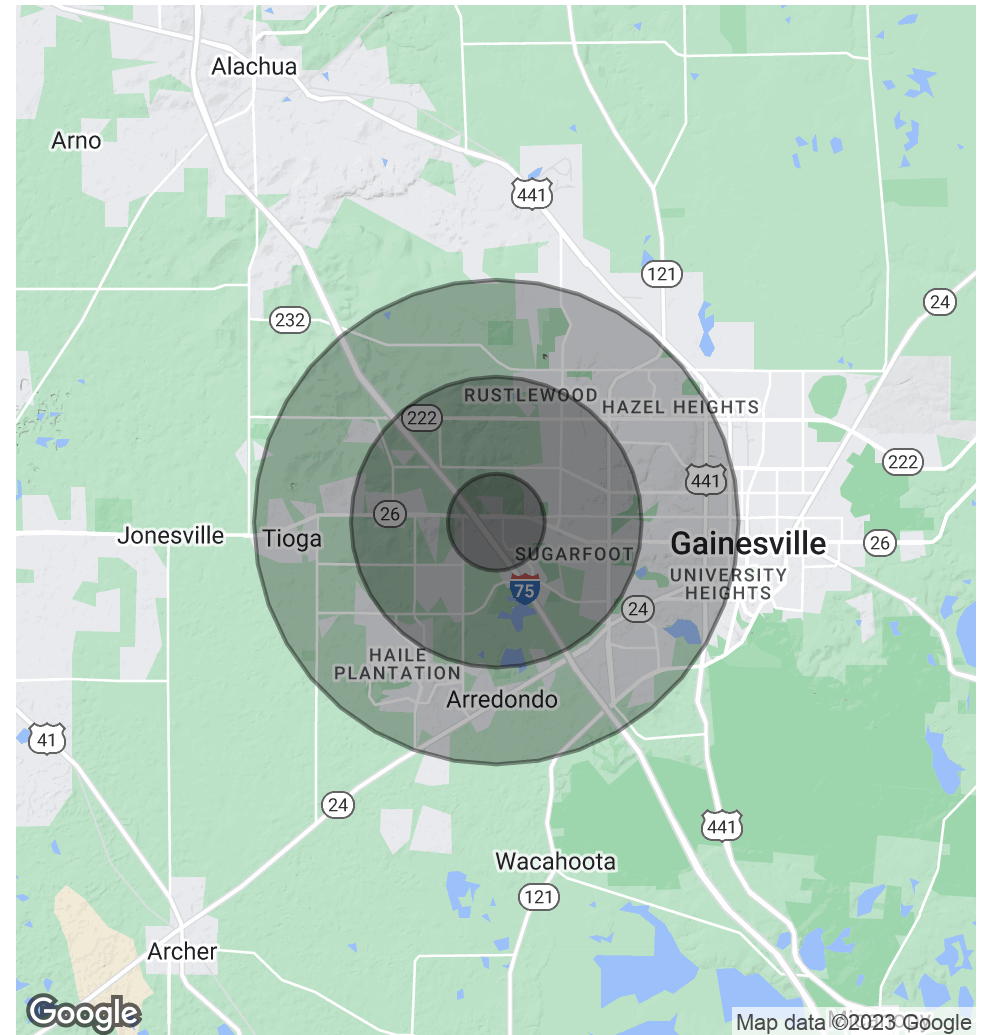 Alachua
Arno
441
121
24
232
RUSTLEWOOD
HAZEL HEIGHTS
222
222
441
26
Jonesville
Tioga
SUGARFOOT
Gainesville
26
UNIVERSITY
HEIGHTS
75
24
HAILE
PLANTATION
Arredondo
41
24
441
Wacahoota
121
Archer
Google
Map data ©2023 Google